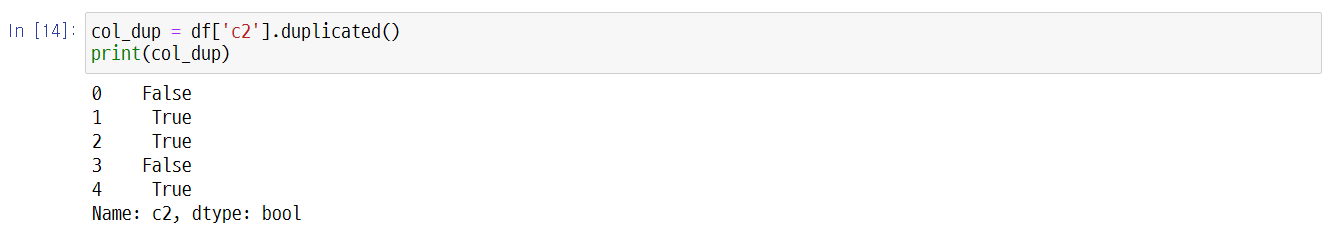 In [14]: col_dup = df['c2'].duplicated()
print(col_dup)
0    False
1     True
2     True
3    False
4     True
Name: c2, dtype: bool